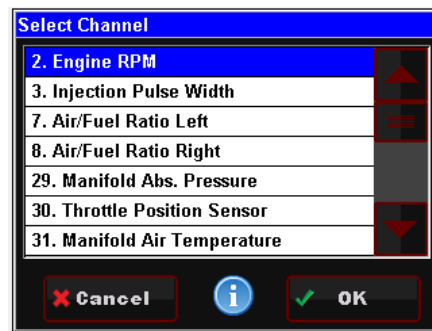 Select Channel
2. Engine RPM
3. Injection Pulse Width
7. Air/Fuel Ratio Left
8. Air/Fuel Ratio Right
29. Manifold Abs. Pressure
30. Throttle Position Sensor
31. Manifold Air Temperature
Cancel
i
OK